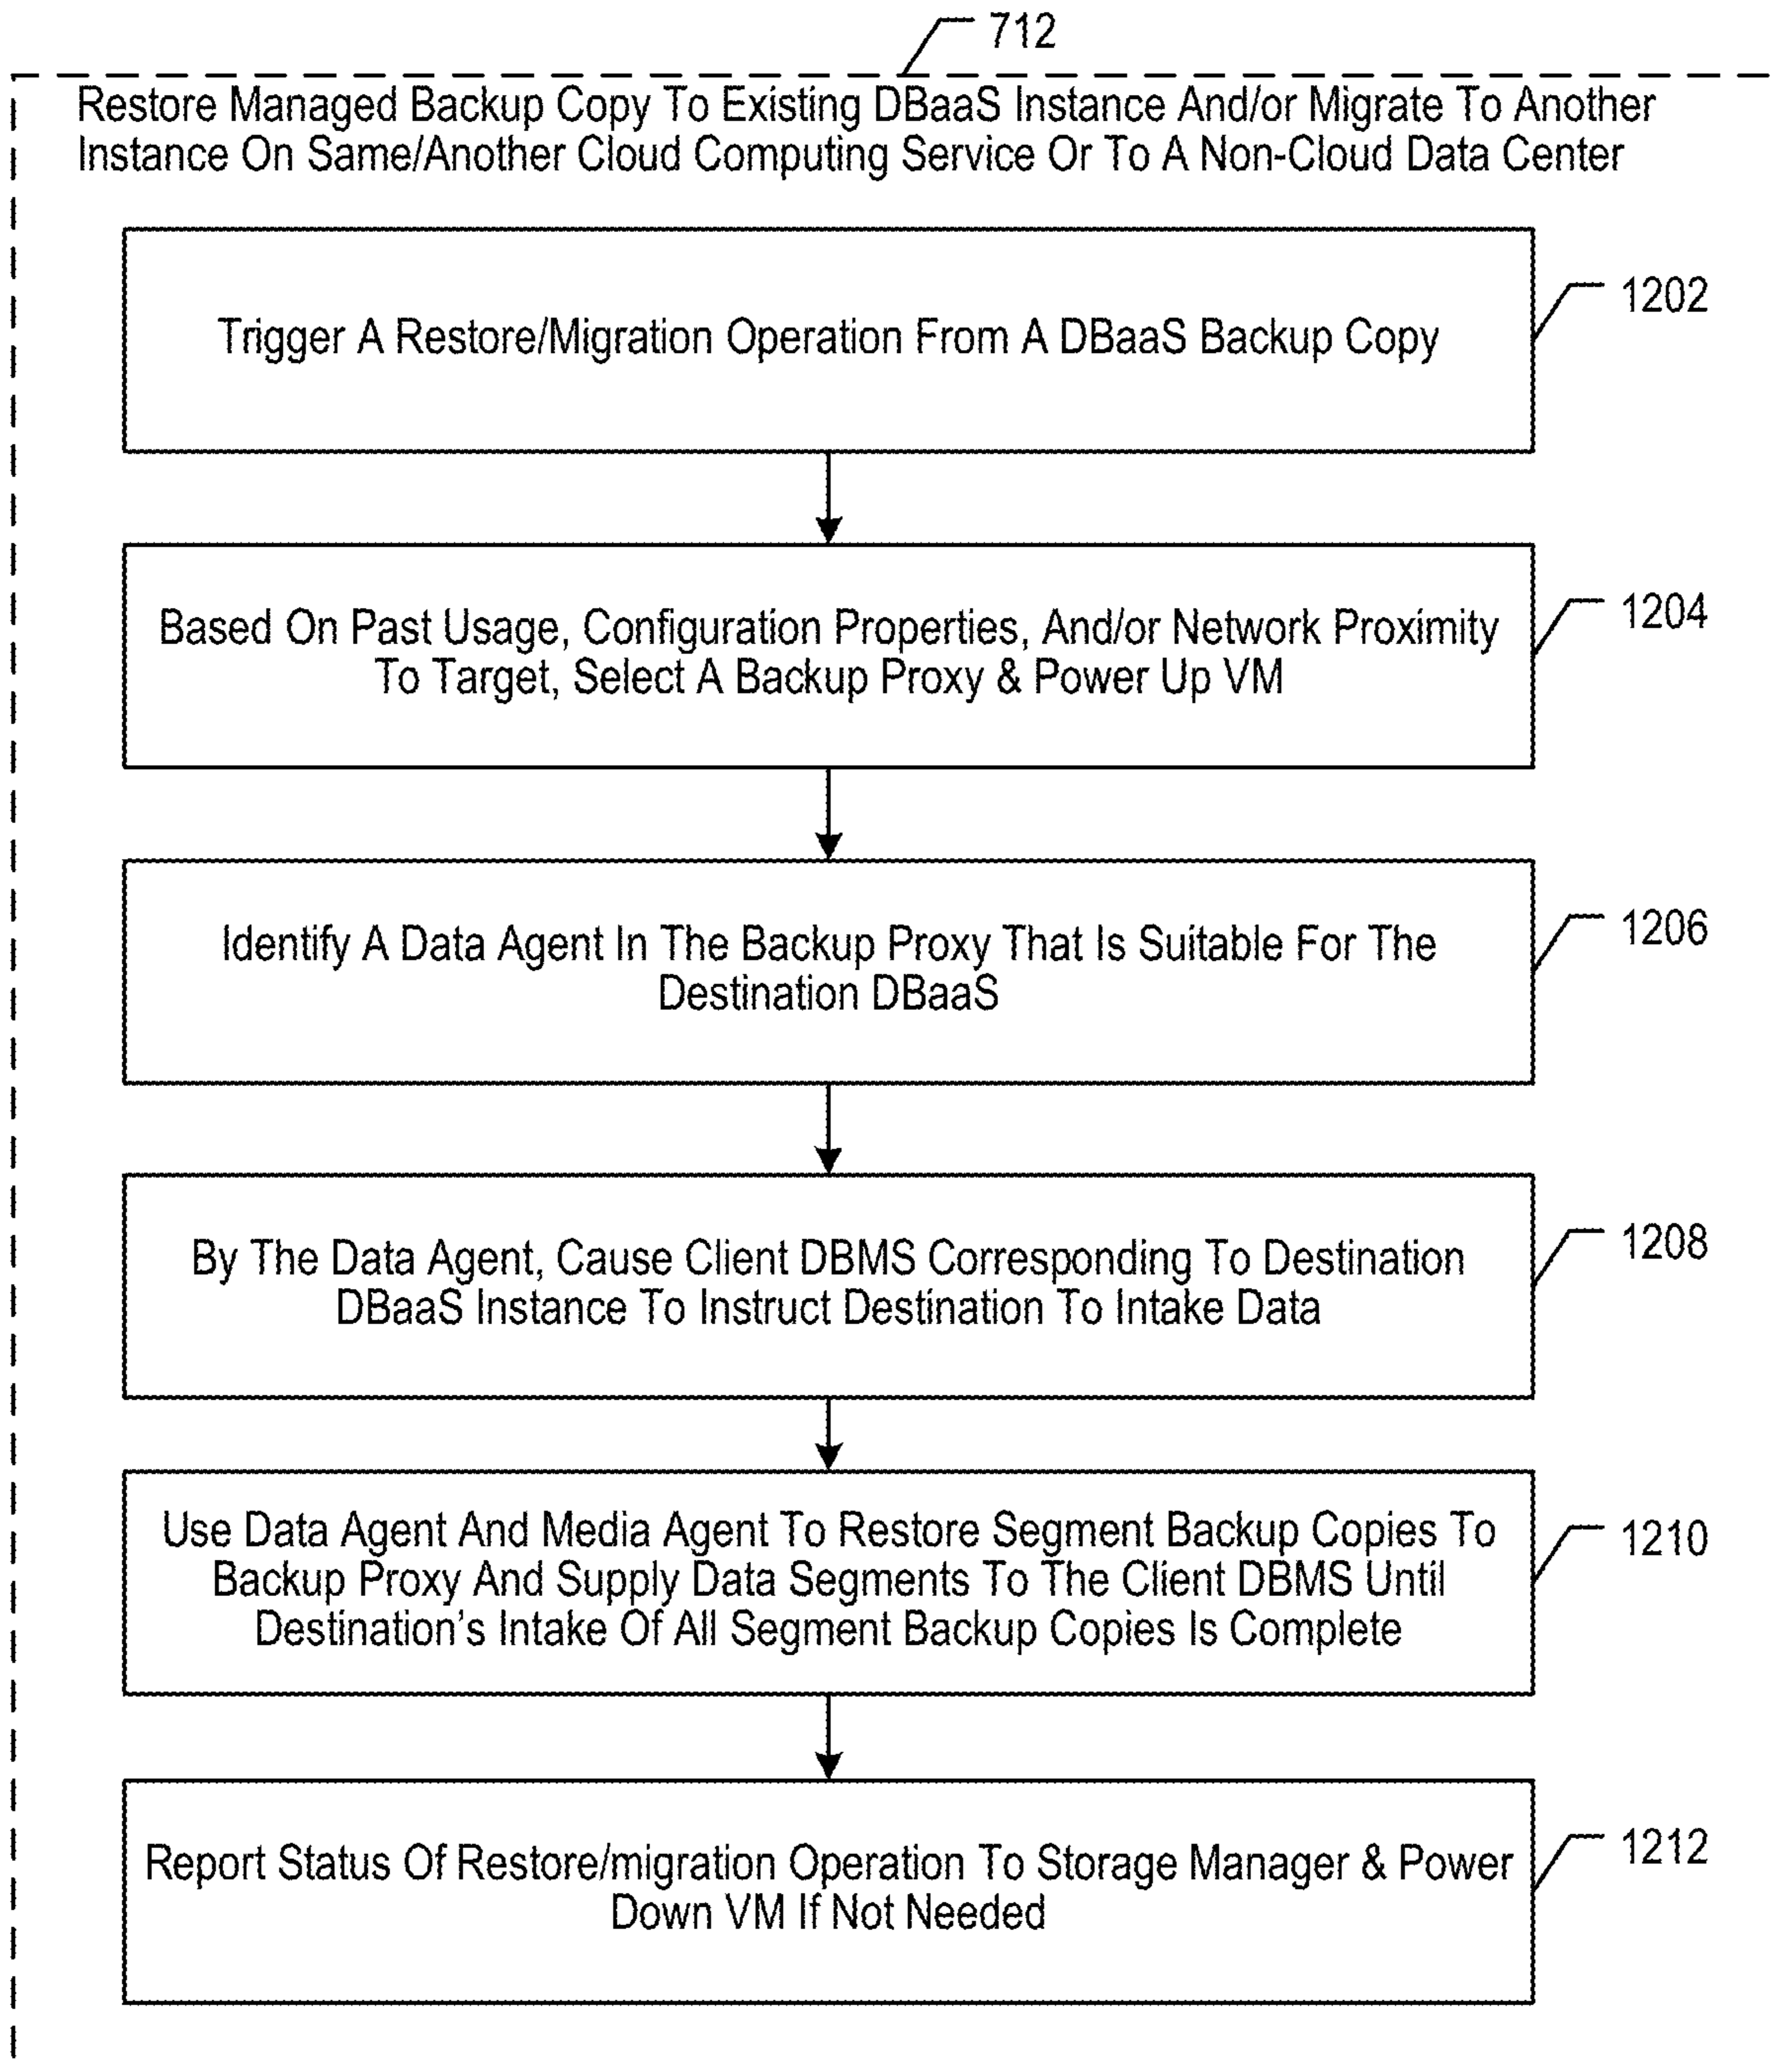 712
Restore Managed Backup Copy To Existing DBaaS Instance And/or Migrate To Another
Instance On Same/Another Cloud Computing Service Or To A Non-Cloud Data Center
Trigger A Restore/Migration Operation From A DBaaS Backup Copy
1202
Based On Past Usage, Configuration Properties, And/or Network Proximity
To Target, Select A Backup Proxy & Power Up VM
1204
Identify A Data Agent In The Backup Proxy That Is Suitable For The
Destination DBaaS
1206
By The Data Agent, Cause Client DBMS Corresponding To Destination
DBaaS Instance To Instruct Destination To Intake Data
1208
Use Data Agent And Media Agent To Restore Segment Backup Copies To
Backup Proxy And Supply Data Segments To The Client DBMS Until
Destination's Intake Of All Segment Backup Copies Is Complete
1210
Report Status Of Restore/migration Operation To Storage Manager & Power
Down VM If Not Needed
1212